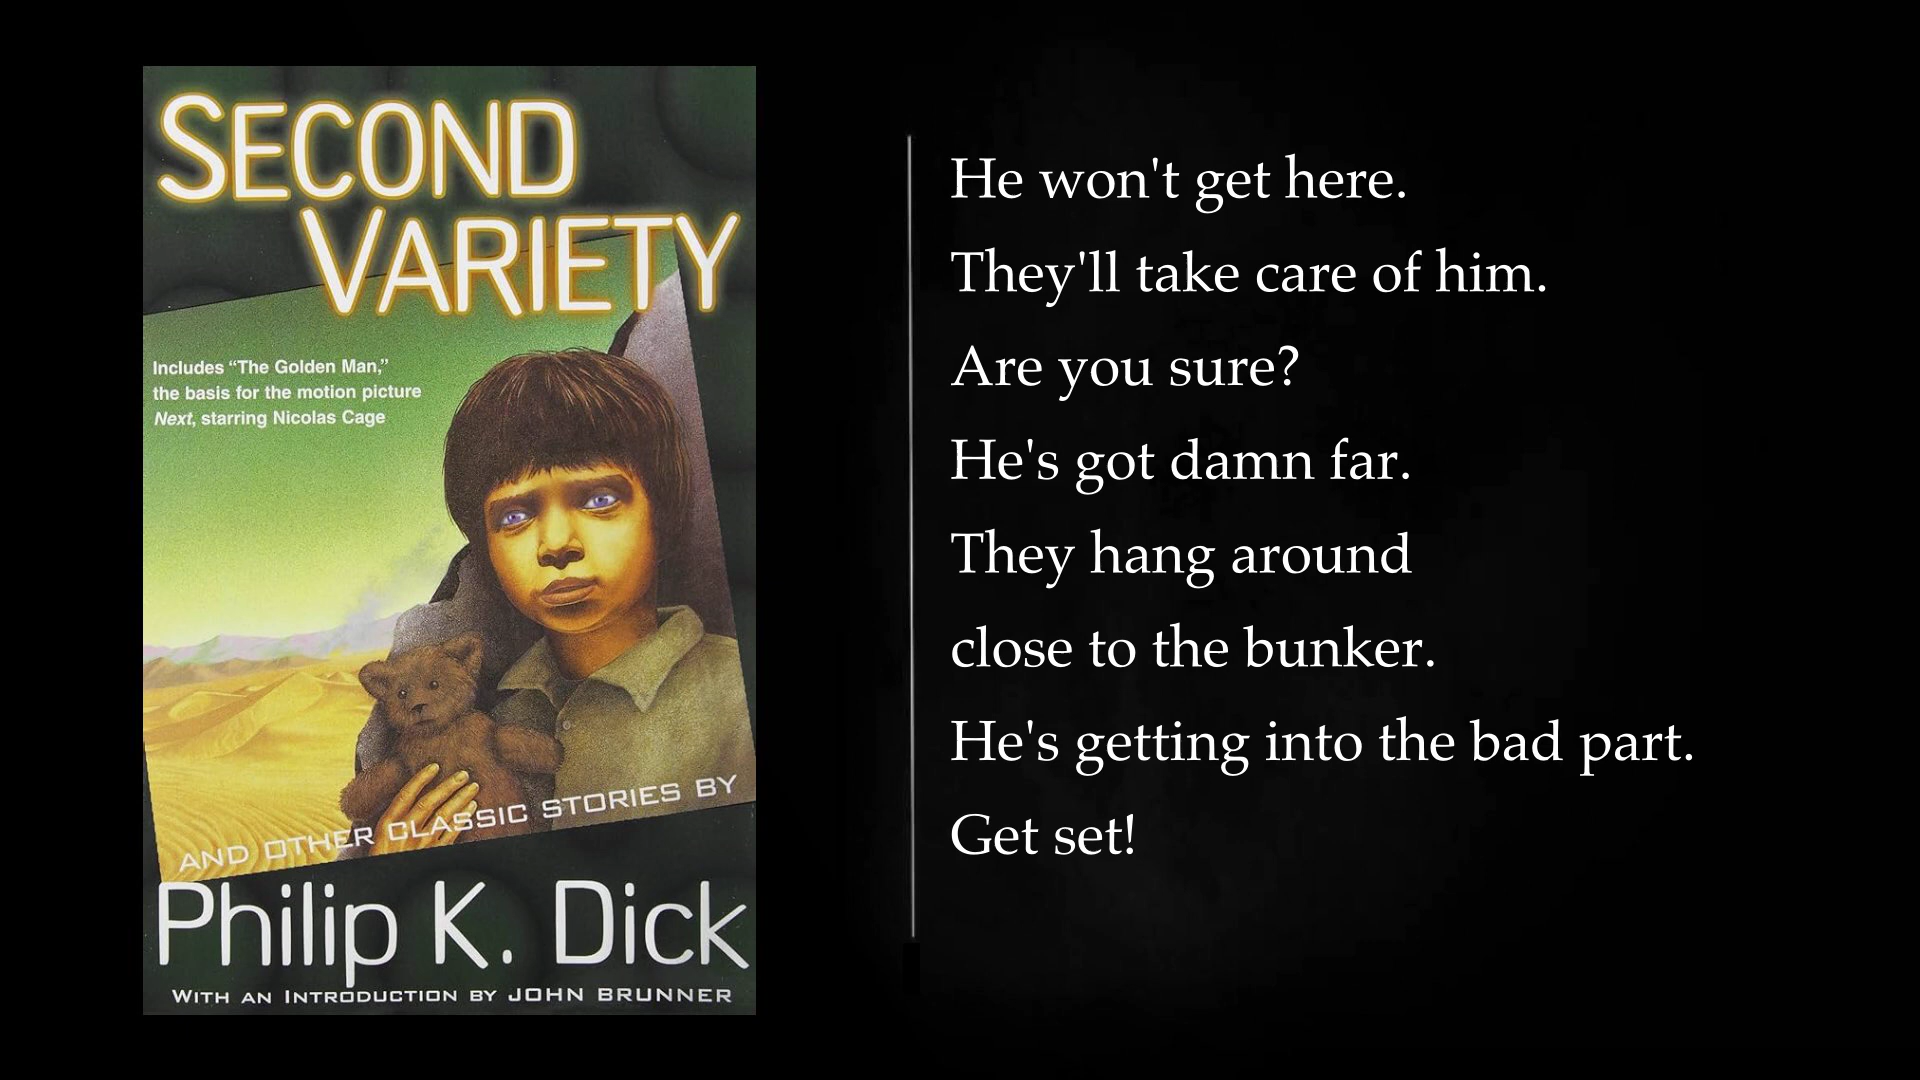 SECOND
VARIETY
Includes “The Golden Man,”
the basis for the motion picture
Next, starring Nicolas Cage
AND OTHER CLASSIC STORIES BY
Philip K. Dick
WITH AN INTRODUCTION BY JOHN BRUNNER
He won't get here.
They'll take care of him.
Are you sure?
He's got damn far.
They hang around
close to the bunker.
He's getting into the bad part.
Get set!